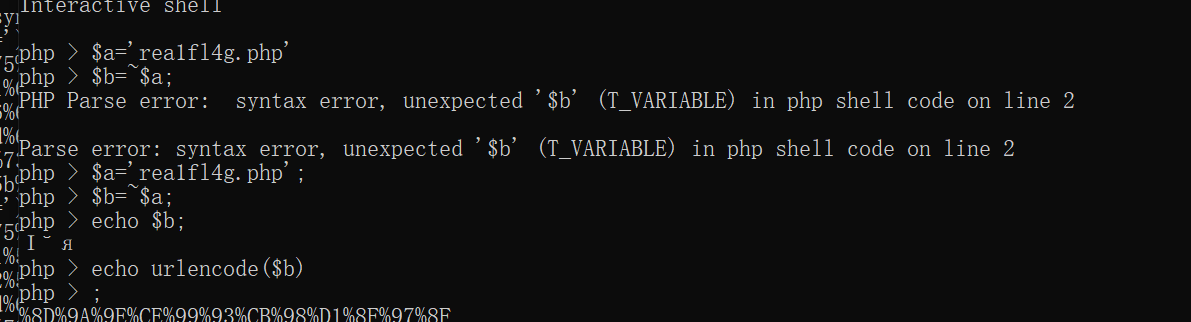 Interactive shell
php > $a='rea1fl4g.php'
php > $b=~$a;
PHP Parse error:  syntax error, unexpected '$b' (T_VARIABLE) in php shell code on line 2
Parse error: syntax error, unexpected '$b' (T_VARIABLE) in php shell code on line 2
php > $a='rea1fl4g.php';
php > $b=~$a;
php > echo $b;
php > echo urlencode($b)
php > ;
%8D%9A%9E%CE%99%93%CB%98%D1%8F%97%8F